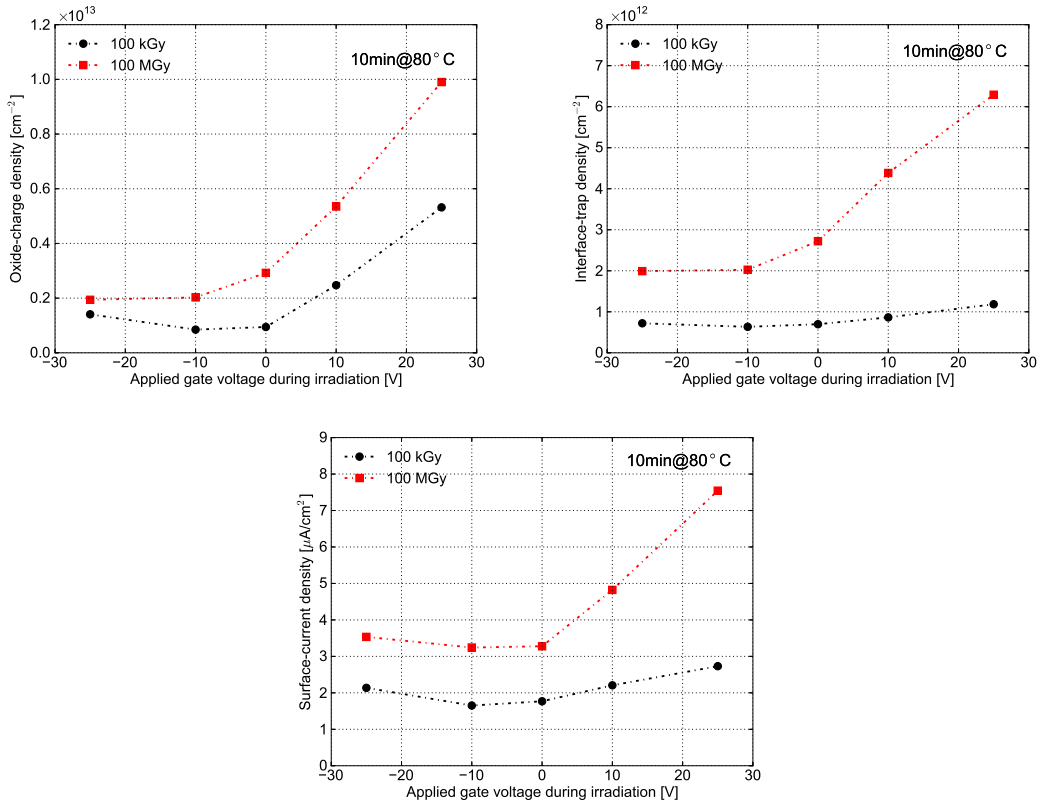 ×10¹³
1.2
1.0
0.8
0.6
0.4
0.2
0.0
−30 −20 −10 0 10 20 30
Oxide-charge density [cm⁻²]
Applied gate voltage during irradiation [V]
100 kGy
100 MGy
10min@80°C
×10¹²
8
7
6
5
4
3
2
1
0
−30 −20 −10 0 10 20 30
Interface-trap density [cm⁻²]
Applied gate voltage during irradiation [V]
100 kGy
100 MGy
10min@80°C
9
8
7
6
5
4
3
2
1
0
−30 −20 −10 0 10 20 30
Surface-current density [μA/cm²]
Applied gate voltage during irradiation [V]
100 kGy
100 MGy
10min@80°C